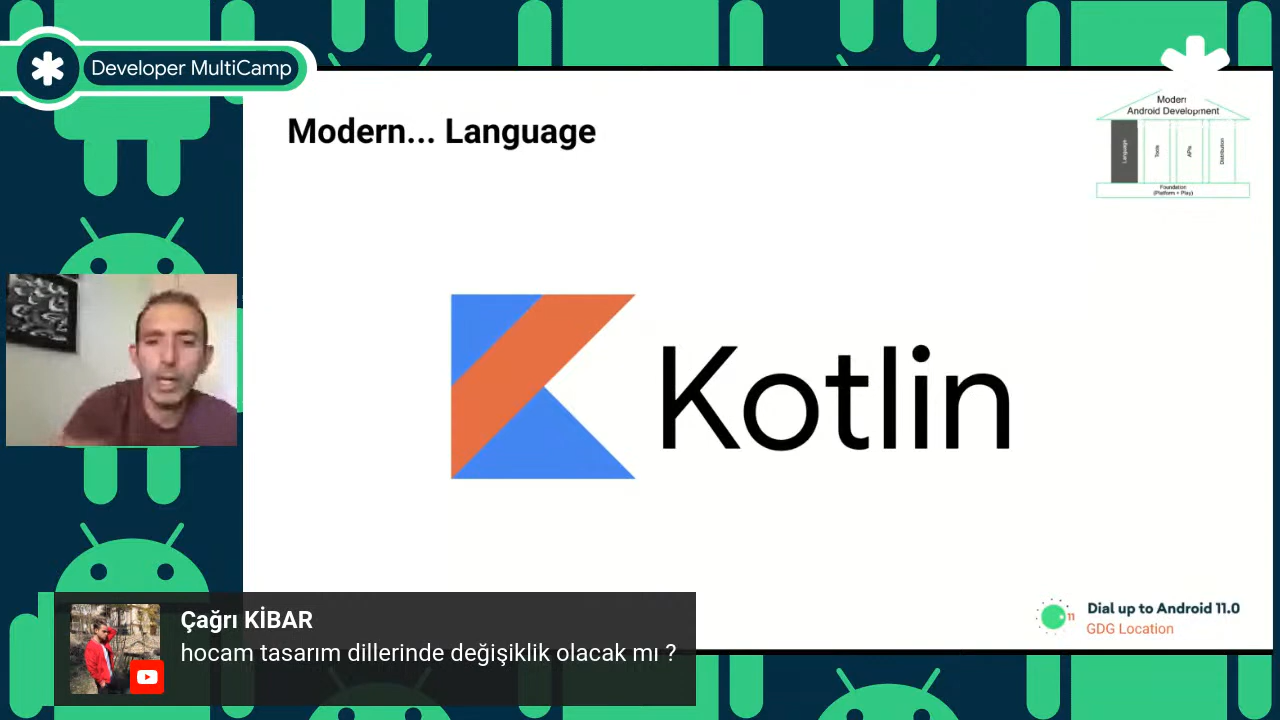 Developer MultiCamp
Modern... Language
Modern
Android Development
Language
Tools
APIs
Distribution
Foundation
(Platform + Play)
Kotlin
11
Dial up to Android 11.0
GDG Location
Çağrı KİBAR
hocam tasarım dillerinde değişiklik olacak mı ?